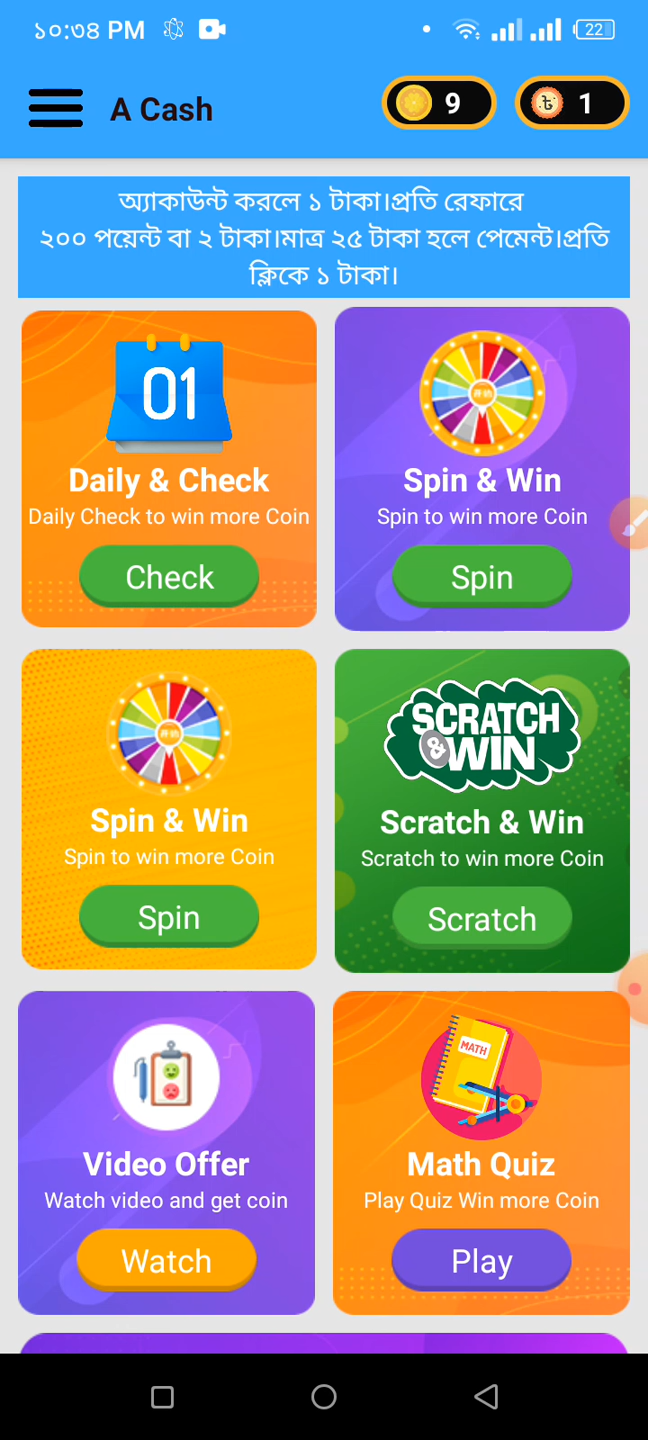 ১০:৩৪ PM
22
A Cash
9
1
অ্যাকাউন্ট করলে ১ টাকা।প্রতি রেফারে
২০০ পয়েন্ট বা ২ টাকা।মাত্র ২৫ টাকা হলে পেমেন্ট।প্রতি
ক্লিকে ১ টাকা।
01
Daily & Check
Daily Check to win more Coin
Check
Spin & Win
Spin to win more Coin
Spin
Spin & Win
Spin to win more Coin
Spin
SCRATCH
& WIN
Scratch & Win
Scratch to win more Coin
Scratch
Video Offer
Watch video and get coin
Watch
MATH
Math Quiz
Play Quiz Win more Coin
Play